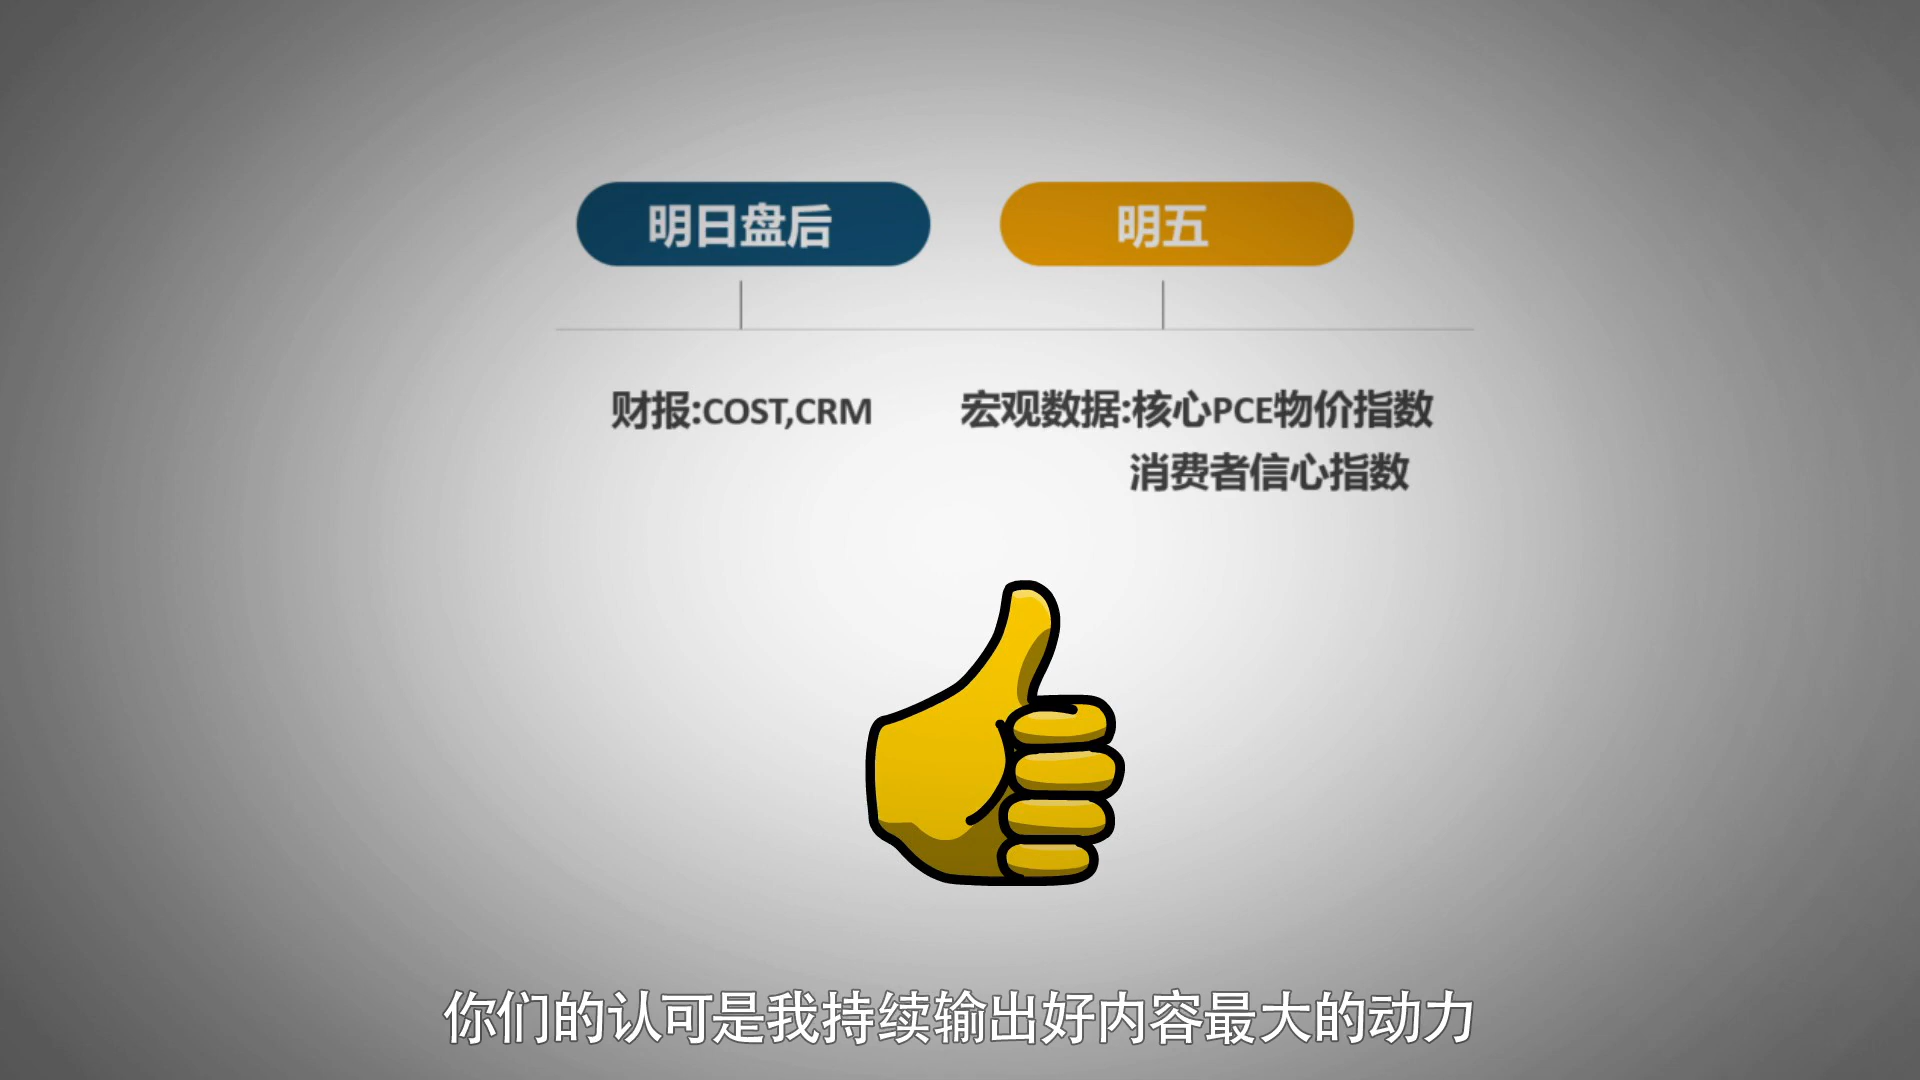 明日盘后
明五
财报:COST,CRM
宏观数据:核心PCE物价指数
消费者信心指数
你们的认可是我持续输出好内容最大的动力